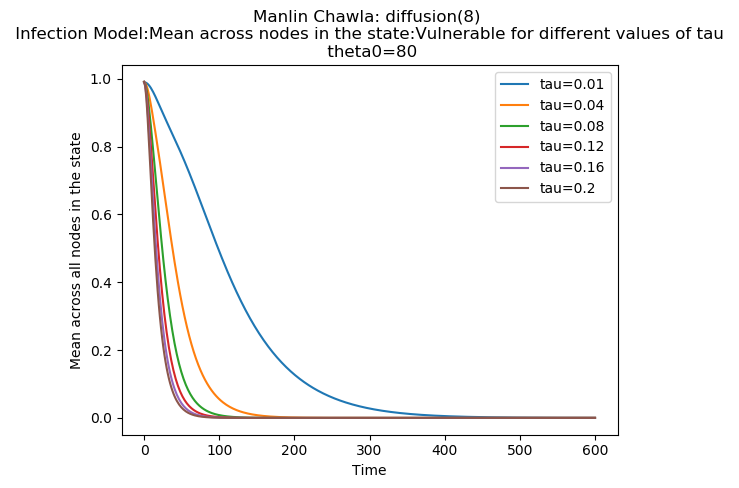 Manlin Chawla: diffusion(8)
Infection Model:Mean across nodes in the state:Vulnerable for different values of tau
theta0=80
1.0
0.8
0.6
0.4
0.2
0.0
Mean across all nodes in the state
tau=0.01
tau=0.04
tau=0.08
tau=0.12
tau=0.16
tau=0.2
0 100 200 300 400 500 600
Time